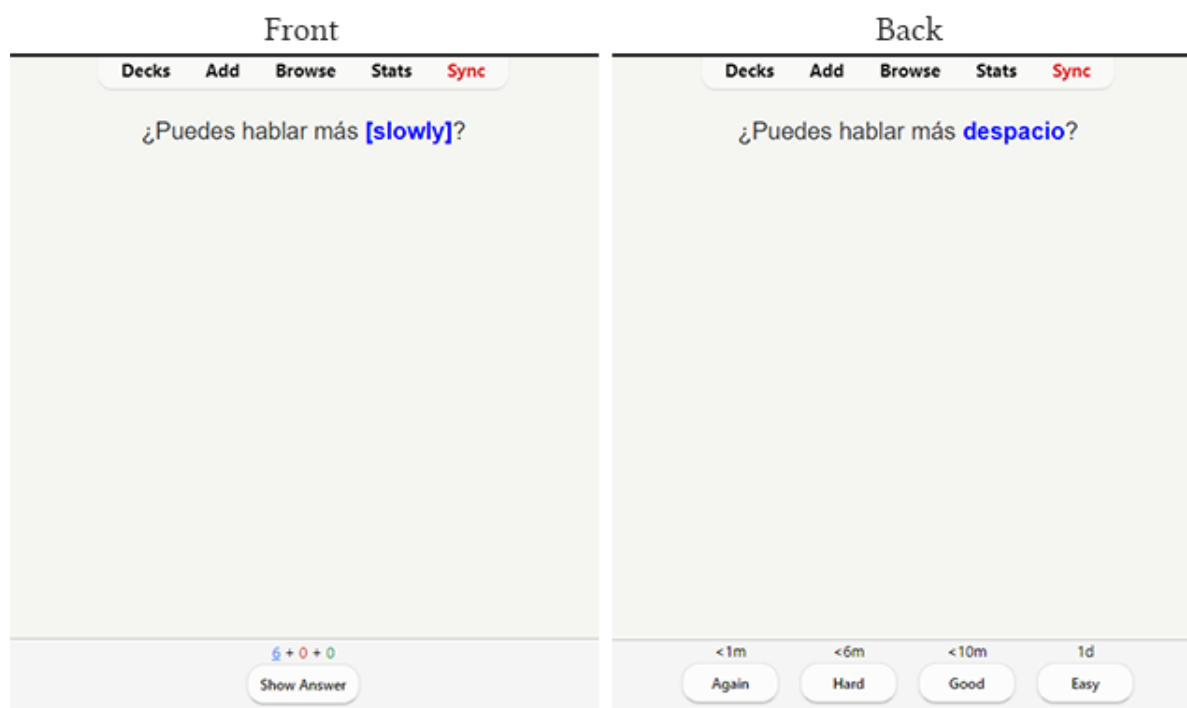 Front
Decks Add Browse Stats Sync
¿Puedes hablar más [slowly]?
6 + 0 + 0
Show Answer
Back
Decks Add Browse Stats Sync
¿Puedes hablar más despacio?
<1m <6m <10m 1d
Again Hard Good Easy